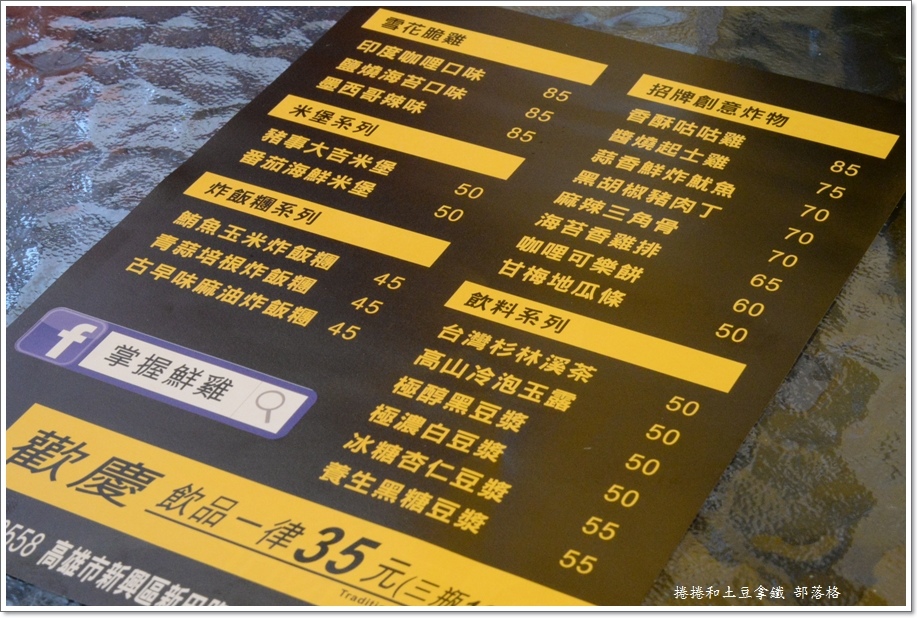 雪花脆雞
印度咖哩口味 85
鹽燒海苔口味 85
墨西哥辣味 85
米堡系列
豬事大吉米堡 50
番茄海鮮米堡 50
炸飯糰系列
鮪魚玉米炸飯糰 45
青蒜培根炸飯糰 45
古早味麻油炸飯糰 45
掌握鮮雞
招牌創意炸物
香酥咕咕雞 85
醬燒起士雞 75
蒜香鮮炸魷魚 70
黑胡椒豬肉丁 70
麻辣三角骨 70
海苔香雞排 65
咖哩可樂餅 60
甘梅地瓜條 50
飲料系列
台灣杉林溪茶 50
高山冷泡玉露 50
極醇黑豆漿 50
極濃白豆漿 50
冰糖杏仁豆漿 55
養生黑糖豆漿 55
歡慶 飲品一律35元(三瓶1
Traditi
658 高雄市新興區新田路
捲捲和土豆拿鐵 部落格